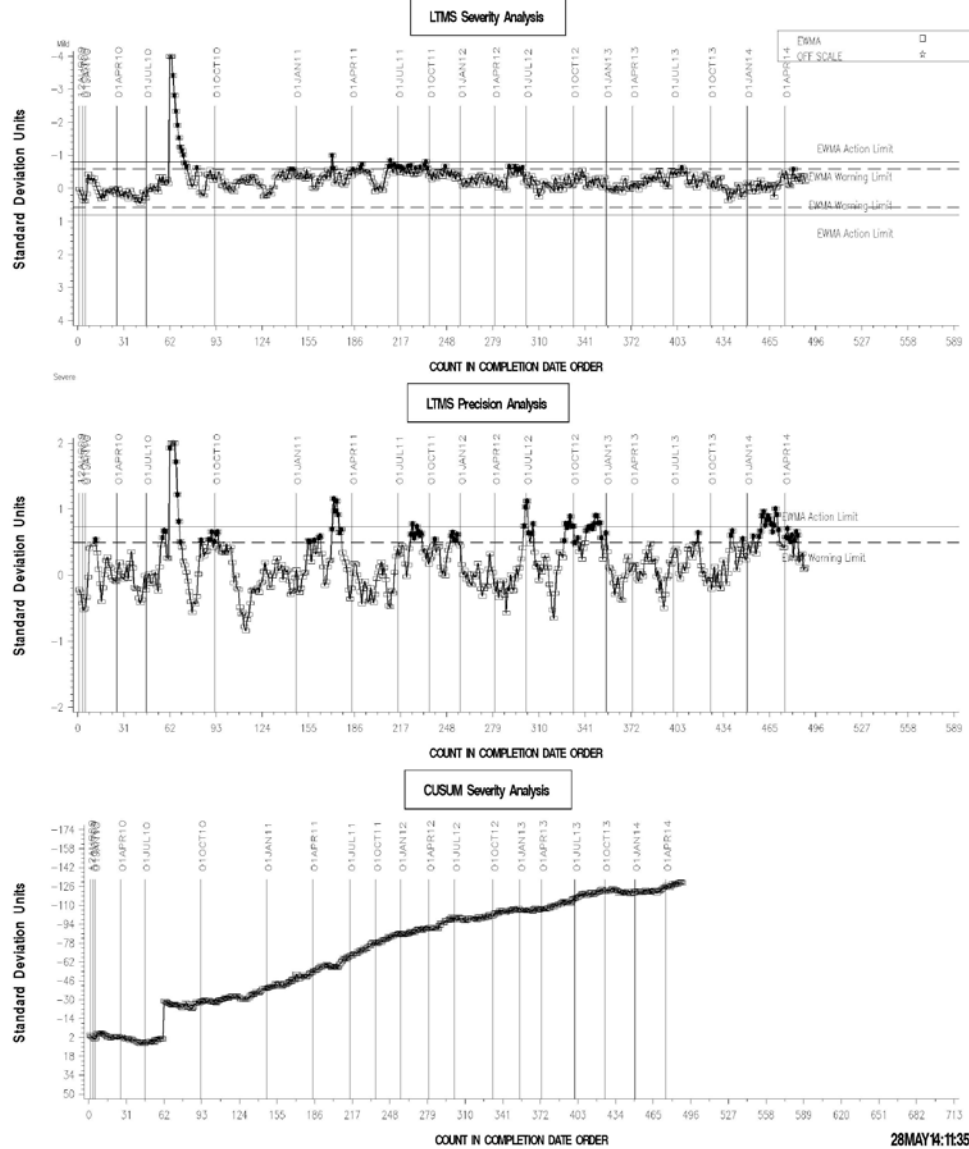 LTMS Severity Analysis
EWMA
OFF SCALE
Mild
01APR10 01JUL10 01OCT10 01JAN11 01APR11 01JUL11 01OCT11 01JAN12 01APR12 01JUL12 01OCT12 01JAN13 01APR13 01JUL13 01OCT13 01JAN14 01APR14
Standard Deviation Units
-4
-3
-2
-1
0
1
2
3
4
EWMA Action Limit
EWMA Warning Limit
EWMA Warning Limit
EWMA Action Limit
0 31 62 93 124 155 186 217 248 279 310 341 372 403 434 465 496 527 558 589
COUNT IN COMPLETION DATE ORDER
Severe
LTMS Precision Analysis
01APR10 01JUL10 01OCT10 01JAN11 01APR11 01JUL11 01OCT11 01JAN12 01APR12 01JUL12 01OCT12 01JAN13 01APR13 01JUL13 01OCT13 01JAN14 01APR14
Standard Deviation Units
2
1
0
-1
-2
EWMA Action Limit
Warning Limit
0 31 62 93 124 155 186 217 248 279 310 341 372 403 434 465 496 527 558 589
COUNT IN COMPLETION DATE ORDER
CUSUM Severity Analysis
01APR10 01JUL10 01OCT10 01JAN11 01APR11 01JUL11 01OCT11 01JAN12 01APR12 01JUL12 01OCT12 01JAN13 01APR13 01JUL13 01OCT13 01JAN14 01APR14
Standard Deviation Units
-174
-158
-142
-126
-110
-94
-78
-62
-46
-30
-14
2
18
34
50
0 31 62 93 124 155 186 217 248 279 310 341 372 403 434 465 496 527 558 589 620 651 682 713
COUNT IN COMPLETION DATE ORDER
28MAY14:11:35